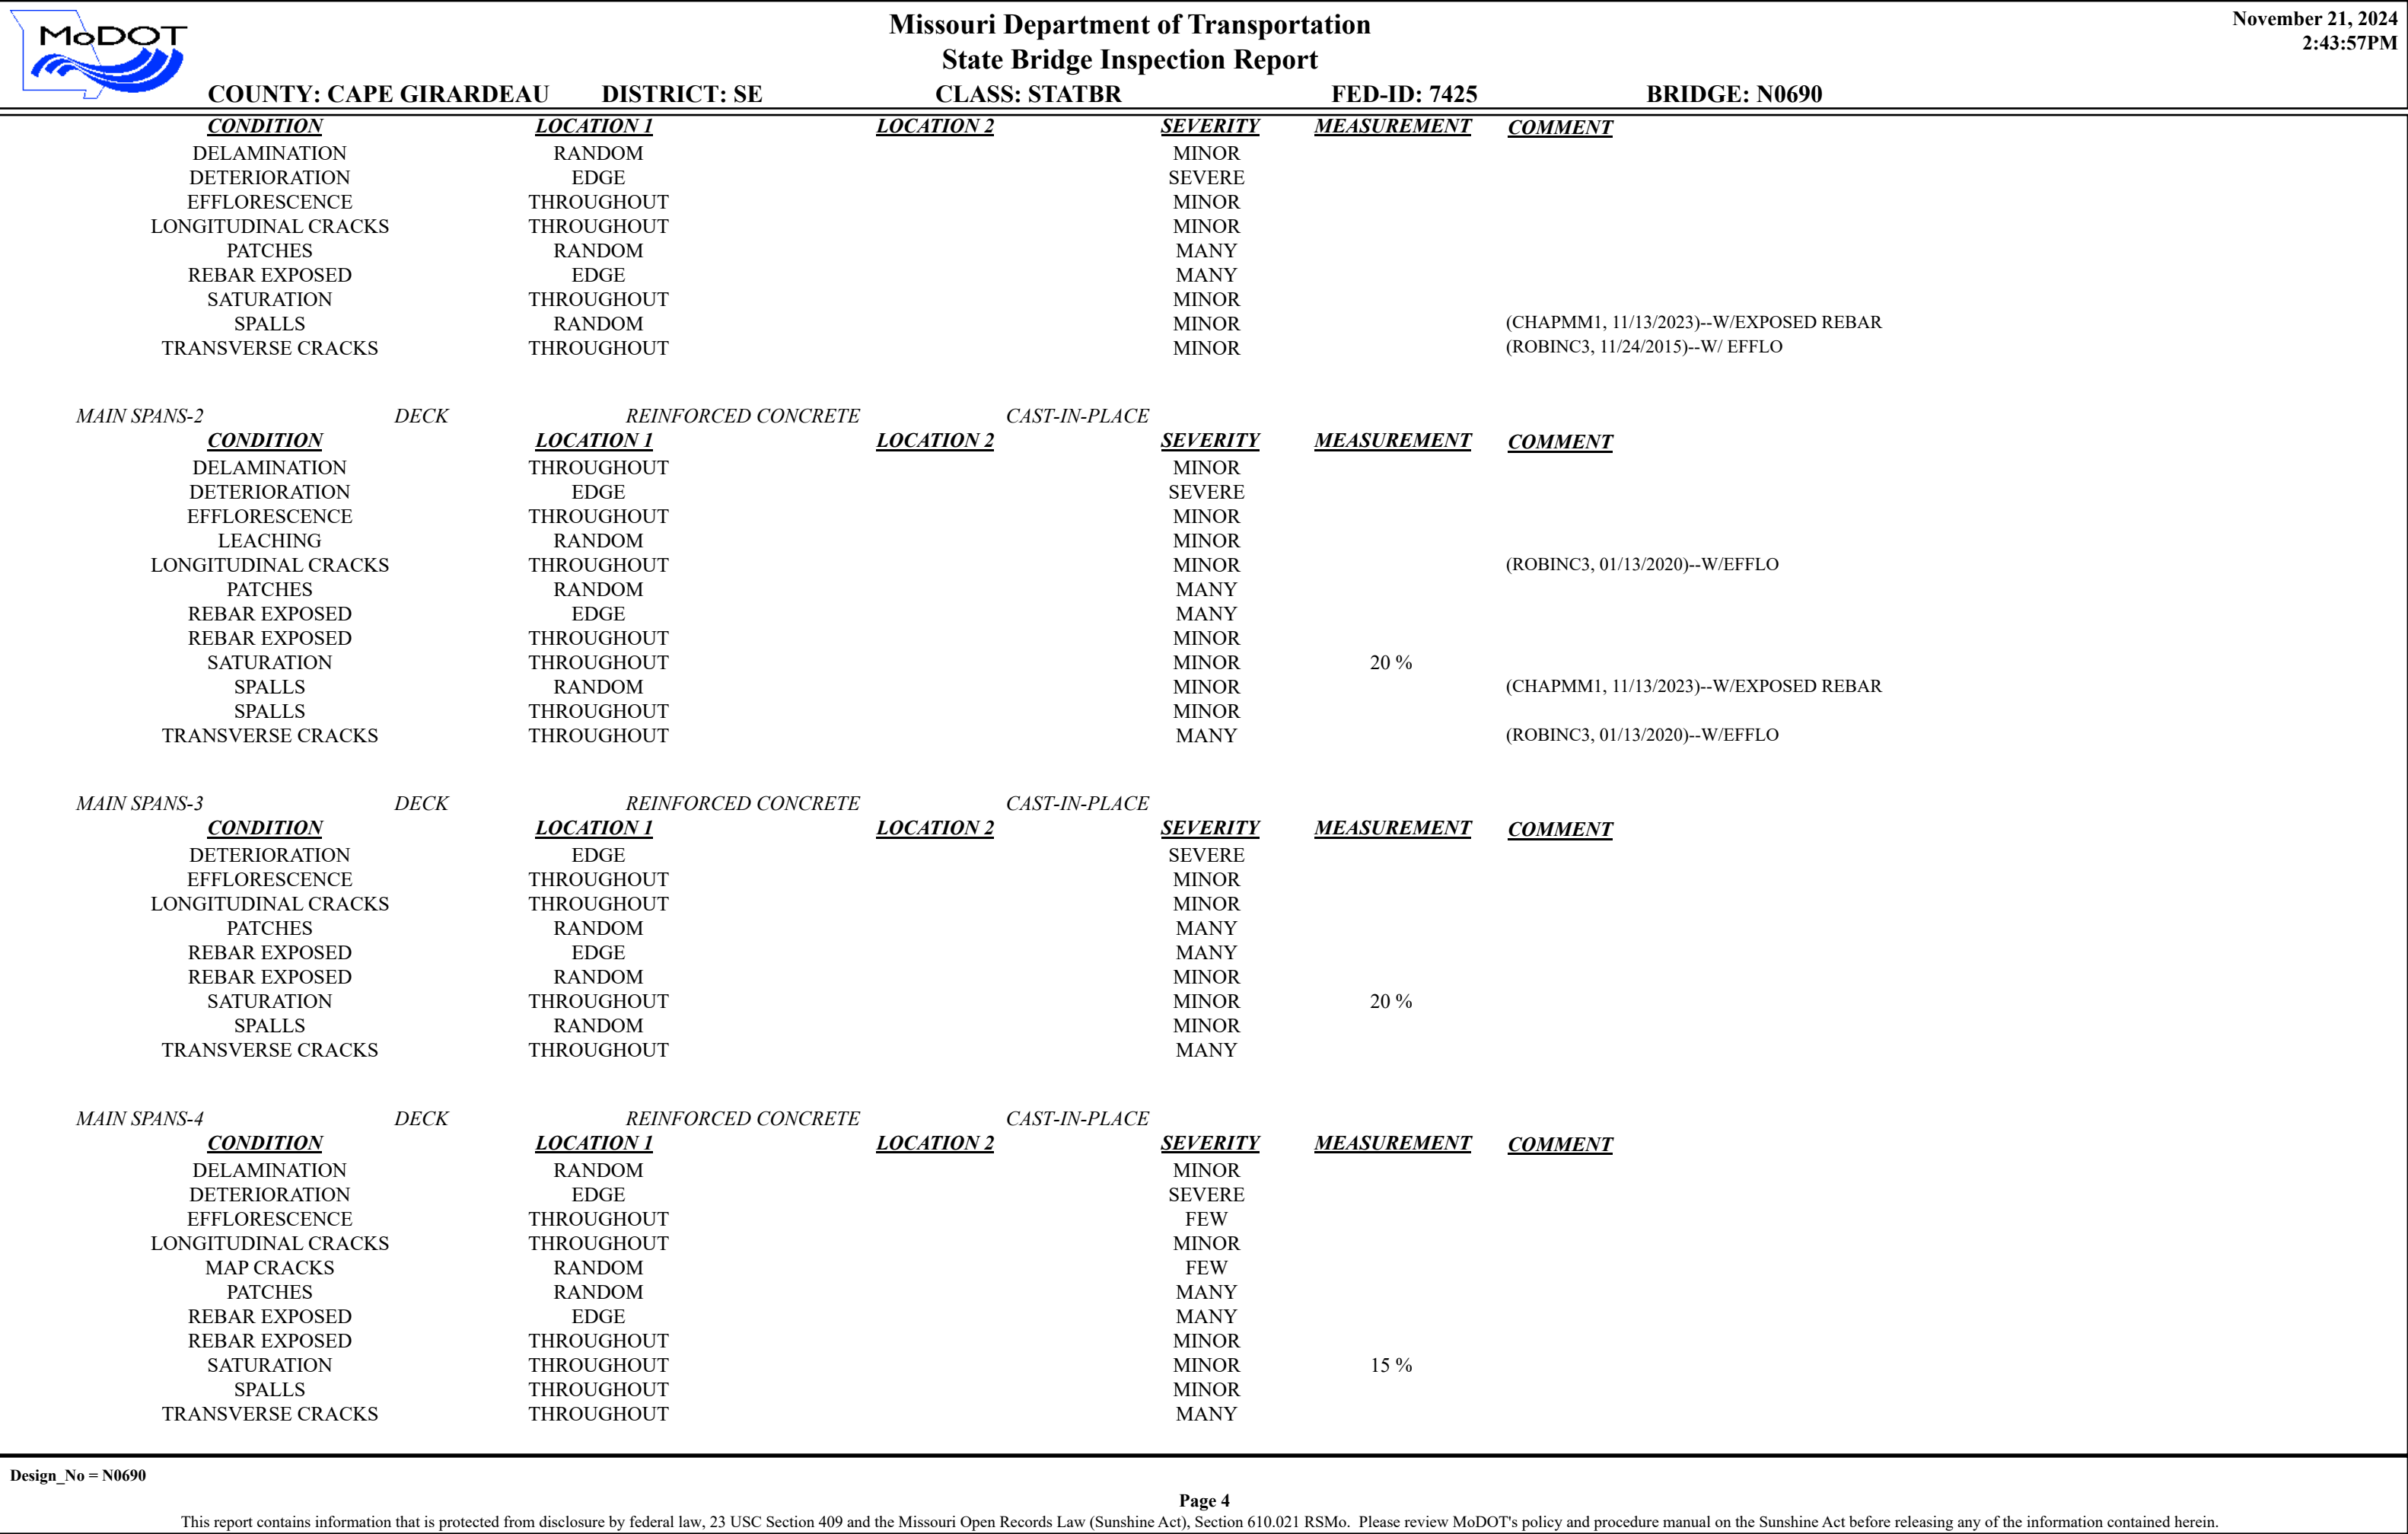 MoDOT
Missouri Department of Transportation
State Bridge Inspection Report
November 21, 2024
2:43:57PM
COUNTY: CAPE GIRARDEAU DISTRICT: SE CLASS: STATBR FED-ID: 7425 BRIDGE: N0690
CONDITION LOCATION 1 LOCATION 2 SEVERITY MEASUREMENT COMMENT
DELAMINATION RANDOM MINOR
DETERIORATION EDGE SEVERE
EFFLORESCENCE THROUGHOUT MINOR
LONGITUDINAL CRACKS THROUGHOUT MINOR
PATCHES RANDOM MANY
REBAR EXPOSED EDGE MANY
SATURATION THROUGHOUT MINOR
SPALLS RANDOM MINOR (CHAPMM1, 11/13/2023)--W/EXPOSED REBAR
TRANSVERSE CRACKS THROUGHOUT MINOR (ROBINC3, 11/24/2015)--W/ EFFLO
MAIN SPANS-2 DECK REINFORCED CONCRETE CAST-IN-PLACE
CONDITION LOCATION 1 LOCATION 2 SEVERITY MEASUREMENT COMMENT
DELAMINATION THROUGHOUT MINOR
DETERIORATION EDGE SEVERE
EFFLORESCENCE THROUGHOUT MINOR
LEACHING RANDOM MINOR
LONGITUDINAL CRACKS THROUGHOUT MINOR (ROBINC3, 01/13/2020)--W/EFFLO
PATCHES RANDOM MANY
REBAR EXPOSED EDGE MANY
REBAR EXPOSED THROUGHOUT MINOR
SATURATION THROUGHOUT MINOR 20 %
SPALLS RANDOM MINOR (CHAPMM1, 11/13/2023)--W/EXPOSED REBAR
SPALLS THROUGHOUT MINOR
TRANSVERSE CRACKS THROUGHOUT MANY (ROBINC3, 01/13/2020)--W/EFFLO
MAIN SPANS-3 DECK REINFORCED CONCRETE CAST-IN-PLACE
CONDITION LOCATION 1 LOCATION 2 SEVERITY MEASUREMENT COMMENT
DETERIORATION EDGE SEVERE
EFFLORESCENCE THROUGHOUT MINOR
LONGITUDINAL CRACKS THROUGHOUT MINOR
PATCHES RANDOM MANY
REBAR EXPOSED EDGE MANY
REBAR EXPOSED RANDOM MINOR
SATURATION THROUGHOUT MINOR 20 %
SPALLS RANDOM MINOR
TRANSVERSE CRACKS THROUGHOUT MANY
MAIN SPANS-4 DECK REINFORCED CONCRETE CAST-IN-PLACE
CONDITION LOCATION 1 LOCATION 2 SEVERITY MEASUREMENT COMMENT
DELAMINATION RANDOM MINOR
DETERIORATION EDGE SEVERE
EFFLORESCENCE THROUGHOUT FEW
LONGITUDINAL CRACKS THROUGHOUT MINOR
MAP CRACKS RANDOM FEW
PATCHES RANDOM MANY
REBAR EXPOSED EDGE MANY
REBAR EXPOSED THROUGHOUT MINOR
SATURATION THROUGHOUT MINOR 15 %
SPALLS THROUGHOUT MINOR
TRANSVERSE CRACKS THROUGHOUT MANY
Design_No = N0690
Page 4
This report contains information that is protected from disclosure by federal law, 23 USC Section 409 and the Missouri Open Records Law (Sunshine Act), Section 610.021 RSMo. Please review MoDOT's policy and procedure manual on the Sunshine Act before releasing any of the information contained herein.